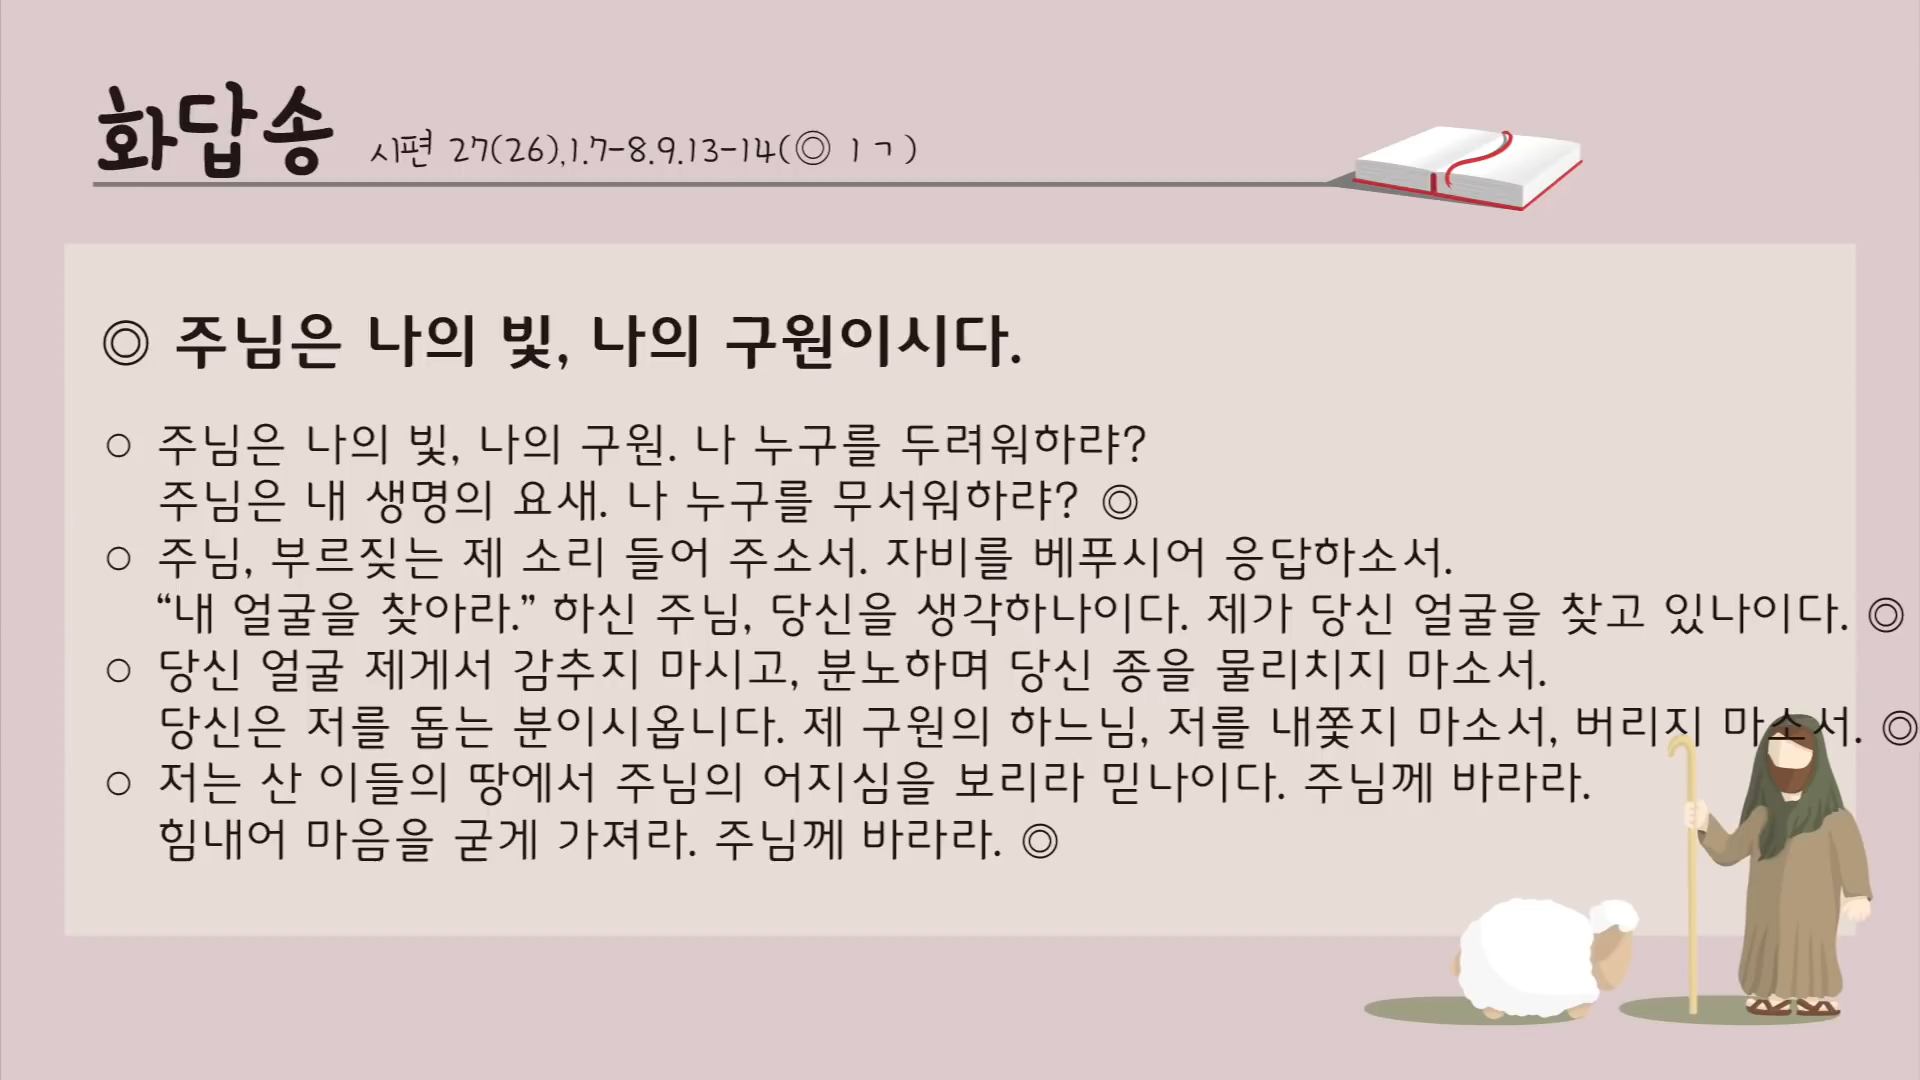 화답송 시편 27(26),1.7-8.9.13-14(◎ 1ㄱ)
◎ 주님은 나의 빛, 나의 구원이시다.
○ 주님은 나의 빛, 나의 구원. 나 누구를 두려워하랴?
주님은 내 생명의 요새. 나 누구를 무서워하랴? ◎
○ 주님, 부르짖는 제 소리 들어 주소서. 자비를 베푸시어 응답하소서.
“내 얼굴을 찾아라.” 하신 주님, 당신을 생각하나이다. 제가 당신 얼굴을 찾고 있나이다. ◎
○ 당신 얼굴 제게서 감추지 마시고, 분노하며 당신 종을 물리치지 마소서.
당신은 저를 돕는 분이시옵니다. 제 구원의 하느님, 저를 내쫓지 마소서, 버리지 마소서. ◎
○ 저는 산 이들의 땅에서 주님의 어지심을 보리라 믿나이다. 주님께 바라라.
힘내어 마음을 굳게 가져라. 주님께 바라라. ◎